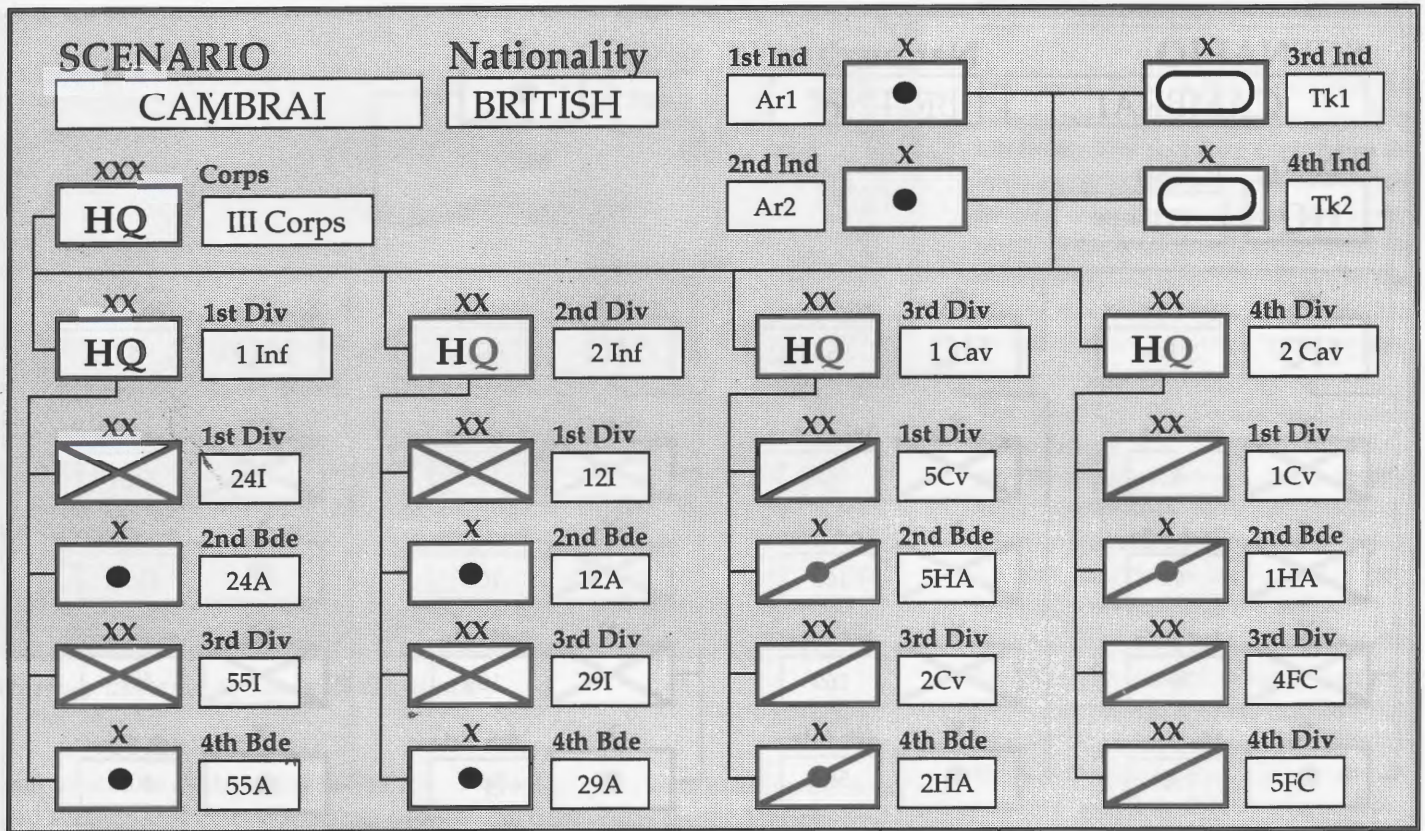 SCENARIO
CAMBRAI
Nationality
BRITISH
1st Ind
Ar1
X
X
3rd Ind
Tk1
2nd Ind
Ar2
X
X
4th Ind
Tk2
XXX
HQ
Corps
III Corps
XX
HQ
1st Div
1 Inf
XX
HQ
2nd Div
2 Inf
XX
HQ
3rd Div
1 Cav
XX
HQ
4th Div
2 Cav
XX
1st Div
24I
XX
1st Div
12I
XX
1st Div
5Cv
XX
1st Div
1Cv
X
2nd Bde
24A
X
2nd Bde
12A
X
2nd Bde
5HA
X
2nd Bde
1HA
XX
3rd Div
55I
XX
3rd Div
29I
XX
3rd Div
2Cv
XX
3rd Div
4FC
X
4th Bde
55A
X
4th Bde
29A
X
4th Bde
2HA
XX
4th Div
5FC